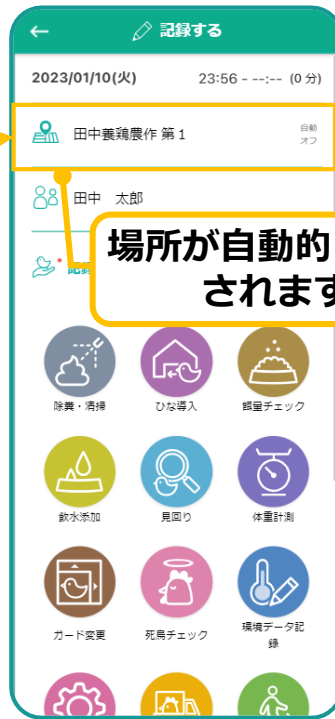 記録する
2023/01/10(火) 23:56 - --:-- (0 分)
田中養鶏農作 第1
自動
オフ
田中 太郎
場所が自動的
されます
* 記録
除糞・清掃
ひな導入
餌量チェック
飲水添加
見回り
体重計測
ガード変更
死鳥チェック
環境データ記
録